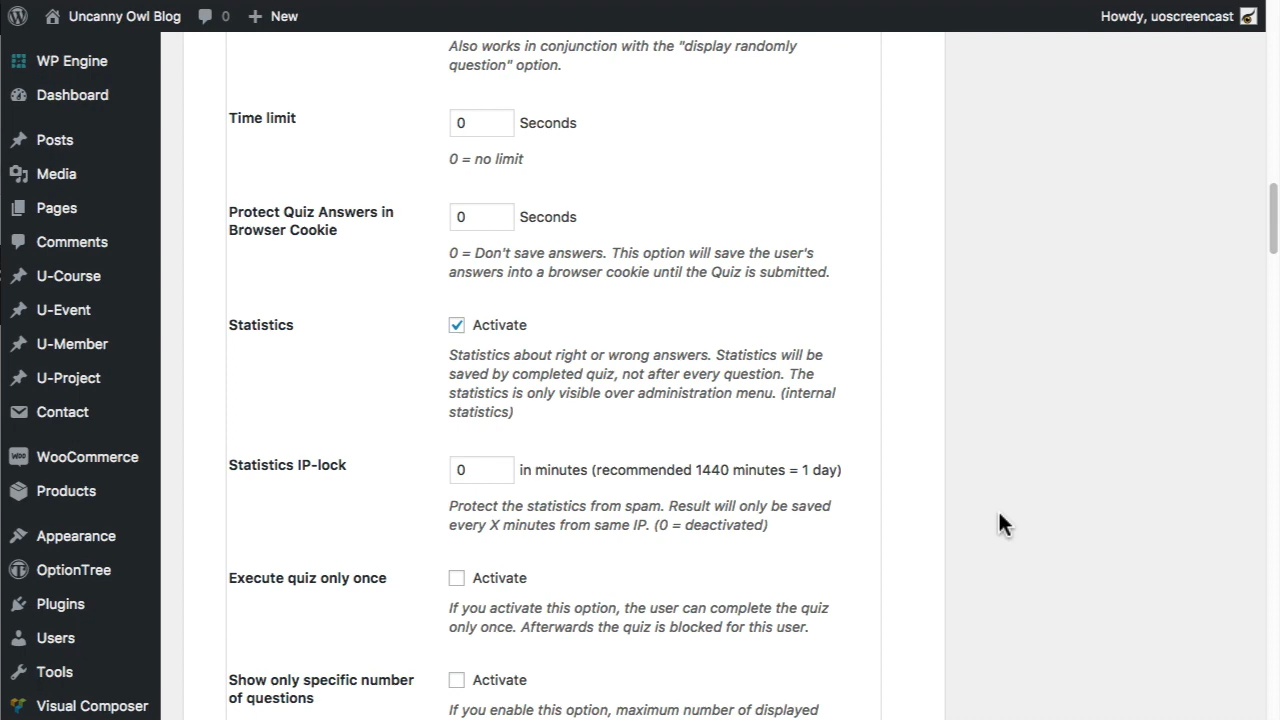 Uncanny Owl Blog
0
New
Howdy, uoscreencast
WP Engine
Dashboard
Posts
Media
Pages
Comments
U-Course
U-Event
U-Member
U-Project
Contact
WooCommerce
Products
Appearance
OptionTree
Plugins
Users
Tools
Visual Composer
Also works in conjunction with the "display randomly
question" option.
Time limit
0 Seconds
0 = no limit
Protect Quiz Answers in
Browser Cookie
0 Seconds
0 = Don't save answers. This option will save the user's
answers into a browser cookie until the Quiz is submitted.
Statistics
Activate
Statistics about right or wrong answers. Statistics will be
saved by completed quiz, not after every question. The
statistics is only visible over administration menu. (internal
statistics)
Statistics IP-lock
0 in minutes (recommended 1440 minutes = 1 day)
Protect the statistics from spam. Result will only be saved
every X minutes from same IP. (0 = deactivated)
Execute quiz only once
Activate
If you activate this option, the user can complete the quiz
only once. Afterwards the quiz is blocked for this user.
Show only specific number
of questions
Activate
If you enable this option, maximum number of displayed